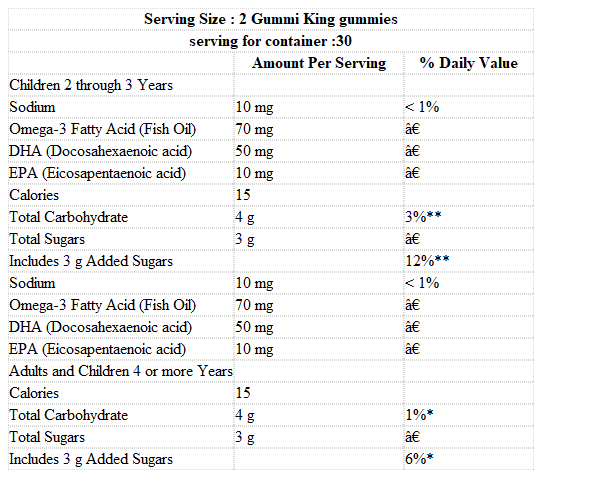 Serving Size : 2 Gummi King gummies
serving for container :30
Amount Per Serving % Daily Value
Children 2 through 3 Years
Sodium 10 mg < 1%
Omega-3 Fatty Acid (Fish Oil) 70 mg â€
DHA (Docosahexaenoic acid) 50 mg â€
EPA (Eicosapentaenoic acid) 10 mg â€
Calories 15
Total Carbohydrate 4 g 3%**
Total Sugars 3 g â€
Includes 3 g Added Sugars 12%**
Sodium 10 mg < 1%
Omega-3 Fatty Acid (Fish Oil) 70 mg â€
DHA (Docosahexaenoic acid) 50 mg â€
EPA (Eicosapentaenoic acid) 10 mg â€
Adults and Children 4 or more Years
Calories 15
Total Carbohydrate 4 g 1%*
Total Sugars 3 g â€
Includes 3 g Added Sugars 6%*